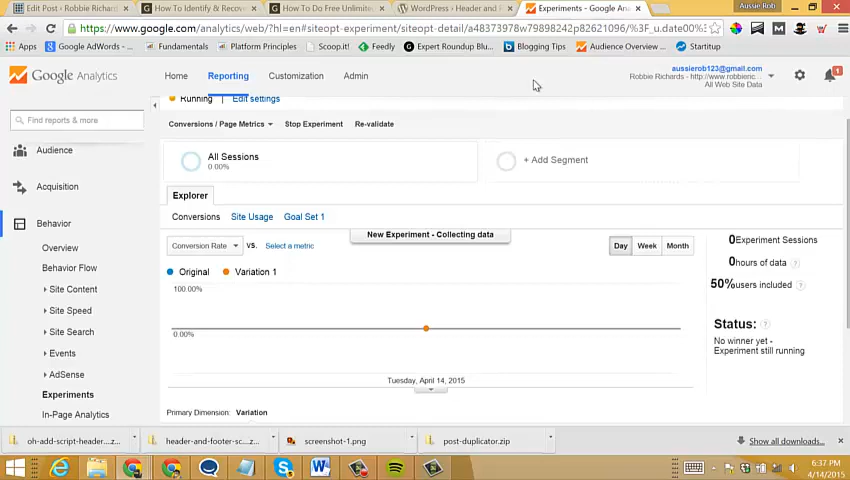 Edit Post ‹ Robbie Richard
How To Identify & Recove
How To Do Free Unlimite
WordPress › Header and F
Experiments - Google Ana
Aussie Rob
https://www.google.com/analytics/web/?hl=en#siteopt-experiment/siteopt-detail/a48373978w79898242p82621096/%3F_u.date00%3
Apps
Google AdWords -...
Fundamentals
Platform Principles
Scoop.it!
Feedly
Expert Roundup Blu...
Blogging Tips
Audience Overview ...
Startitup
Google Analytics
Home
Reporting
Customization
Admin
aussierob123@gmail.com
Robbie Richards - http://www.robbieric...
All Web Site Data
1
Running
Edit settings
Find reports & more
Conversions / Page Metrics
Stop Experiment
Re-validate
Audience
All Sessions
0.00%
+ Add Segment
Acquisition
Explorer
Behavior
Conversions
Site Usage
Goal Set 1
New Experiment - Collecting data
Overview
Conversion Rate
VS.
Select a metric
Day
Week
Month
0 Experiment Sessions
Behavior Flow
Original
Variation 1
0 hours of data
Site Content
100.00%
50% users included
Site Speed
Site Search
0.00%
Status:
No winner yet -
Experiment still running
Events
AdSense
Tuesday, April 14, 2015
Experiments
In-Page Analytics
Primary Dimension:
Variation
oh-add-script-header....z...
header-and-footer-sc...z...
screenshot-1.png
post-duplicator.zip
Show all downloads...
6:37 PM
4/14/2015